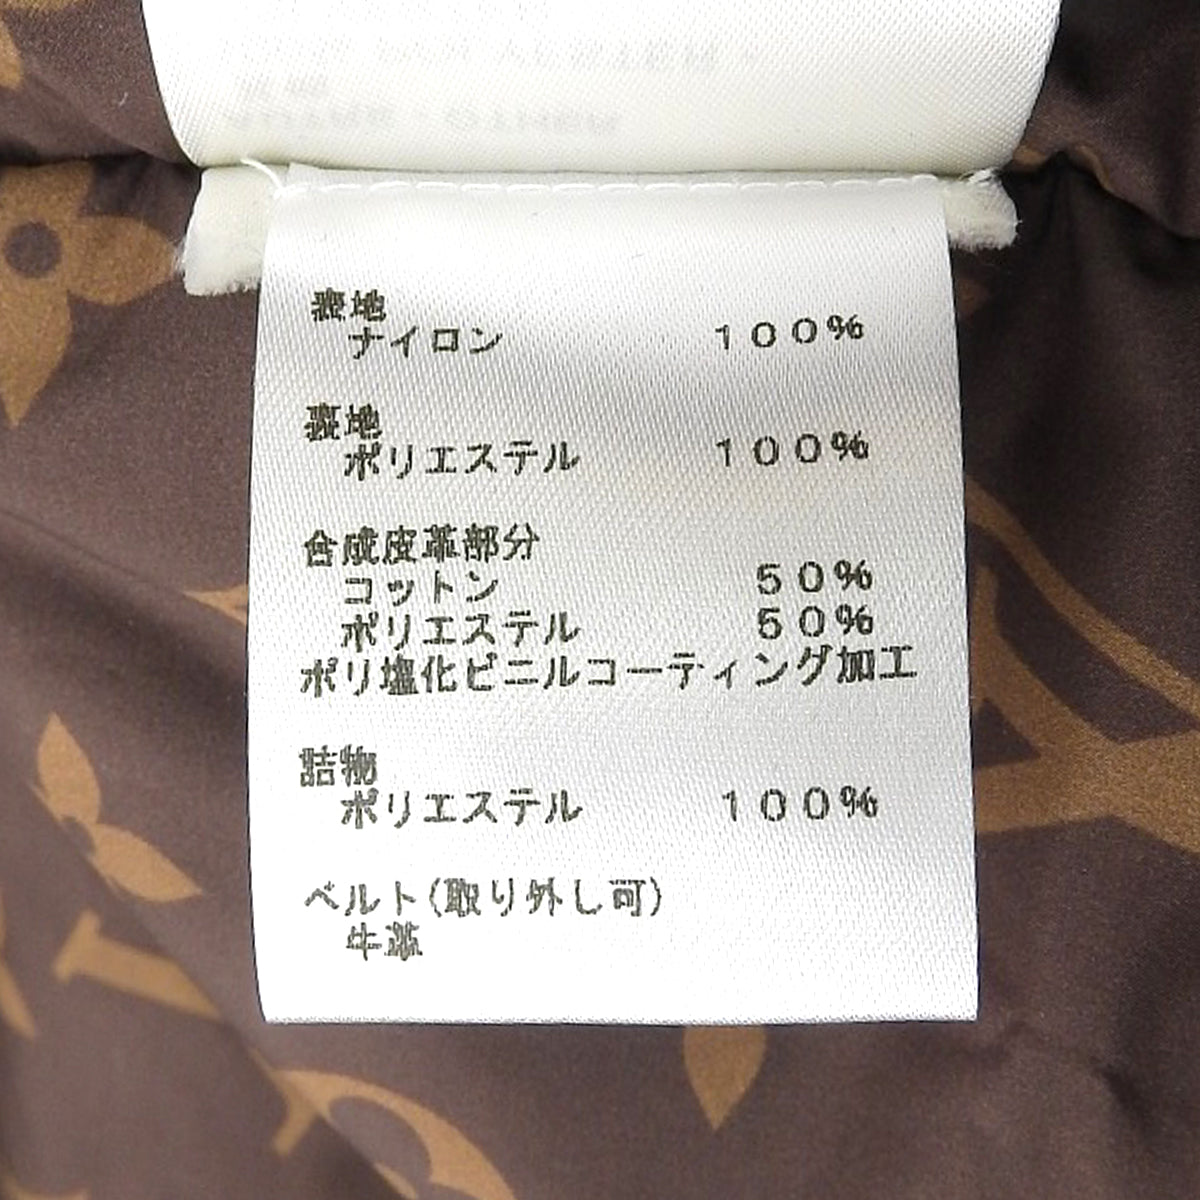 表地
ナイロン 100%
裏地
ポリエステル 100%
合成皮革部分
コットン 50%
ポリエステル 50%
ポリ塩化ビニルコーティング加工
詰物
ポリエステル 100%
ベルト(取り外し可)
牛革